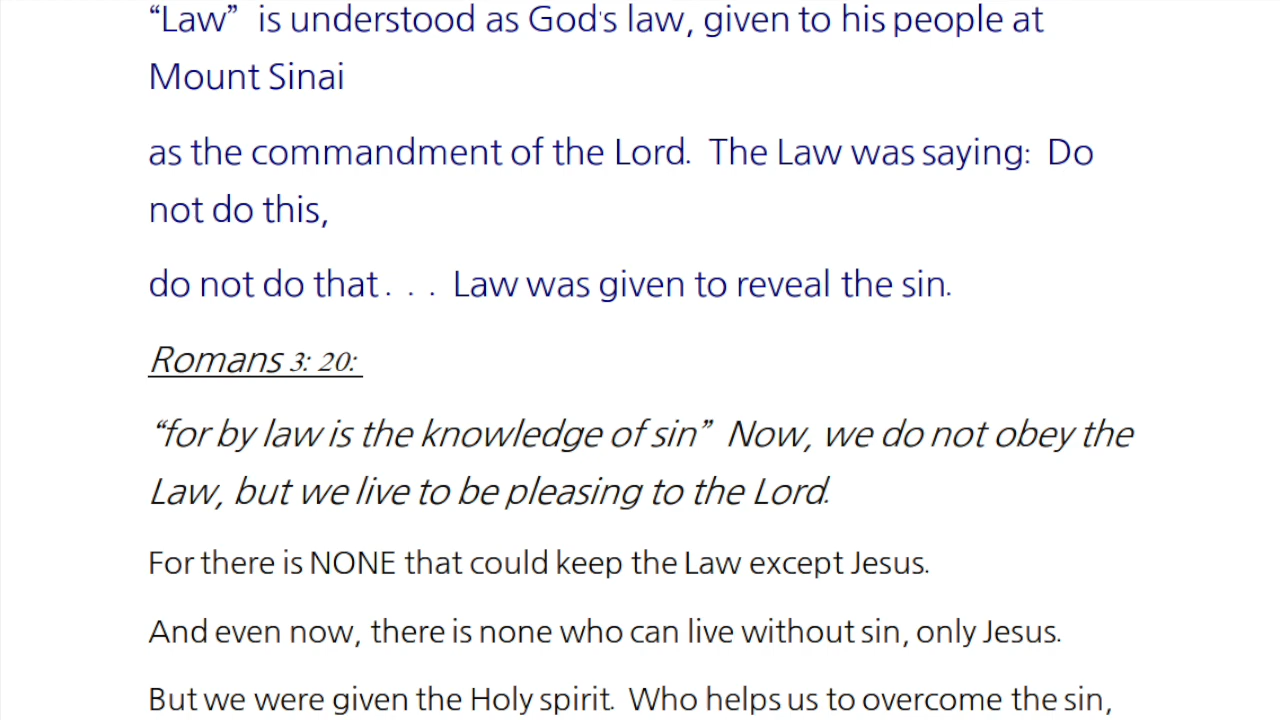 “Law”  is understood as God's law, given to his people at
Mount Sinai
as the commandment of the Lord.  The Law was saying:  Do
not do this,
do not do that . . .  Law was given to reveal the sin.
Romans 3: 20:
“for by law is the knowledge of sin”  Now, we do not obey the
Law, but we live to be pleasing to the Lord.
For there is NONE that could keep the Law except Jesus.
And even now, there is none who can live without sin, only Jesus.
But we were given the Holy spirit.  Who helps us to overcome the sin,